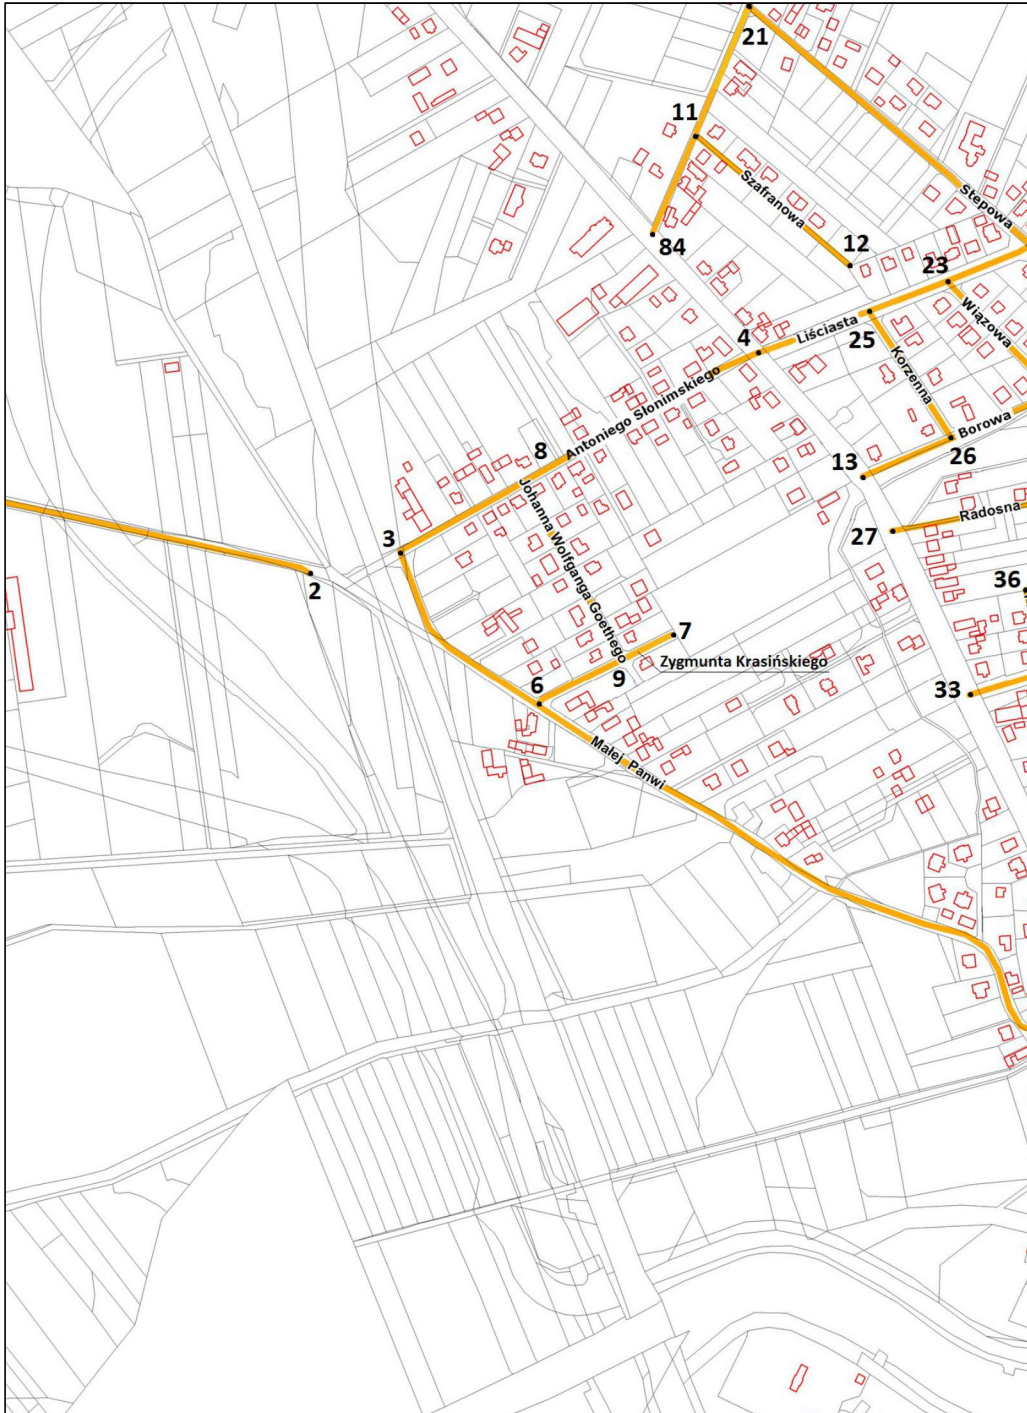 21
11
Szafranowa
Stepowa
12
84
23
Liściasta
25
Wiązowa
4
Korzenna
Antoniego Słonimskiego
Borowa
8
26
13
Johanna Wolfganga Goethego
Radosna
3
27
2
36
7
Zygmunta Krasińskiego
9
6
33
Małej Panwi